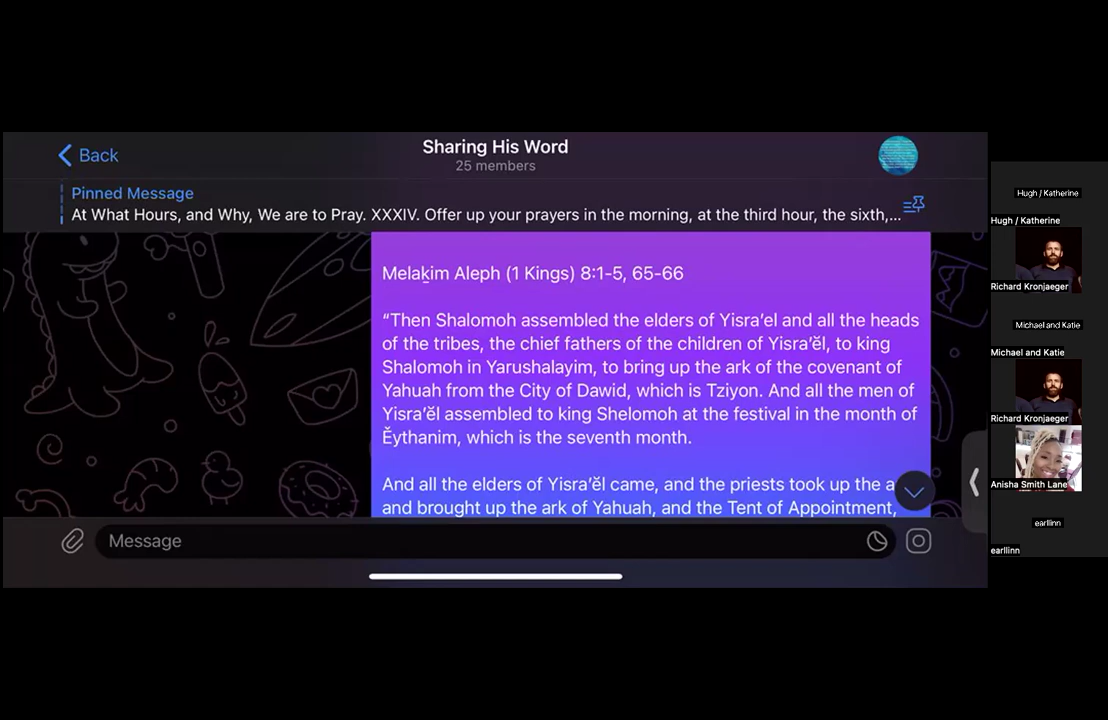 Back
Sharing His Word
25 members
Pinned Message
At What Hours, and Why, We are to Pray. XXXIV. Offer up your prayers in the morning, at the third hour, the sixth,...
Melaḵim Aleph (1 Kings) 8:1-5, 65-66
“Then Shalomoh assembled the elders of Yisra’el and all the heads
of the tribes, the chief fathers of the children of Yisra’ĕl, to king
Shalomoh in Yarushalayim, to bring up the ark of the covenant of
Yahuah from the City of Dawid, which is Tziyon. And all the men of
Yisra’ĕl assembled to king Shelomoh at the festival in the month of
Ĕythanim, which is the seventh month.
And all the elders of Yisra’ĕl came, and the priests took up the a
and brought up the ark of Yahuah, and the Tent of Appointment,
Message
Hugh / Katherine
Hugh / Katherine
Richard Kronjaeger
Michael and Katie
Michael and Katie
Richard Kronjaeger
Anisha Smith Lane
earllinn
earllinn